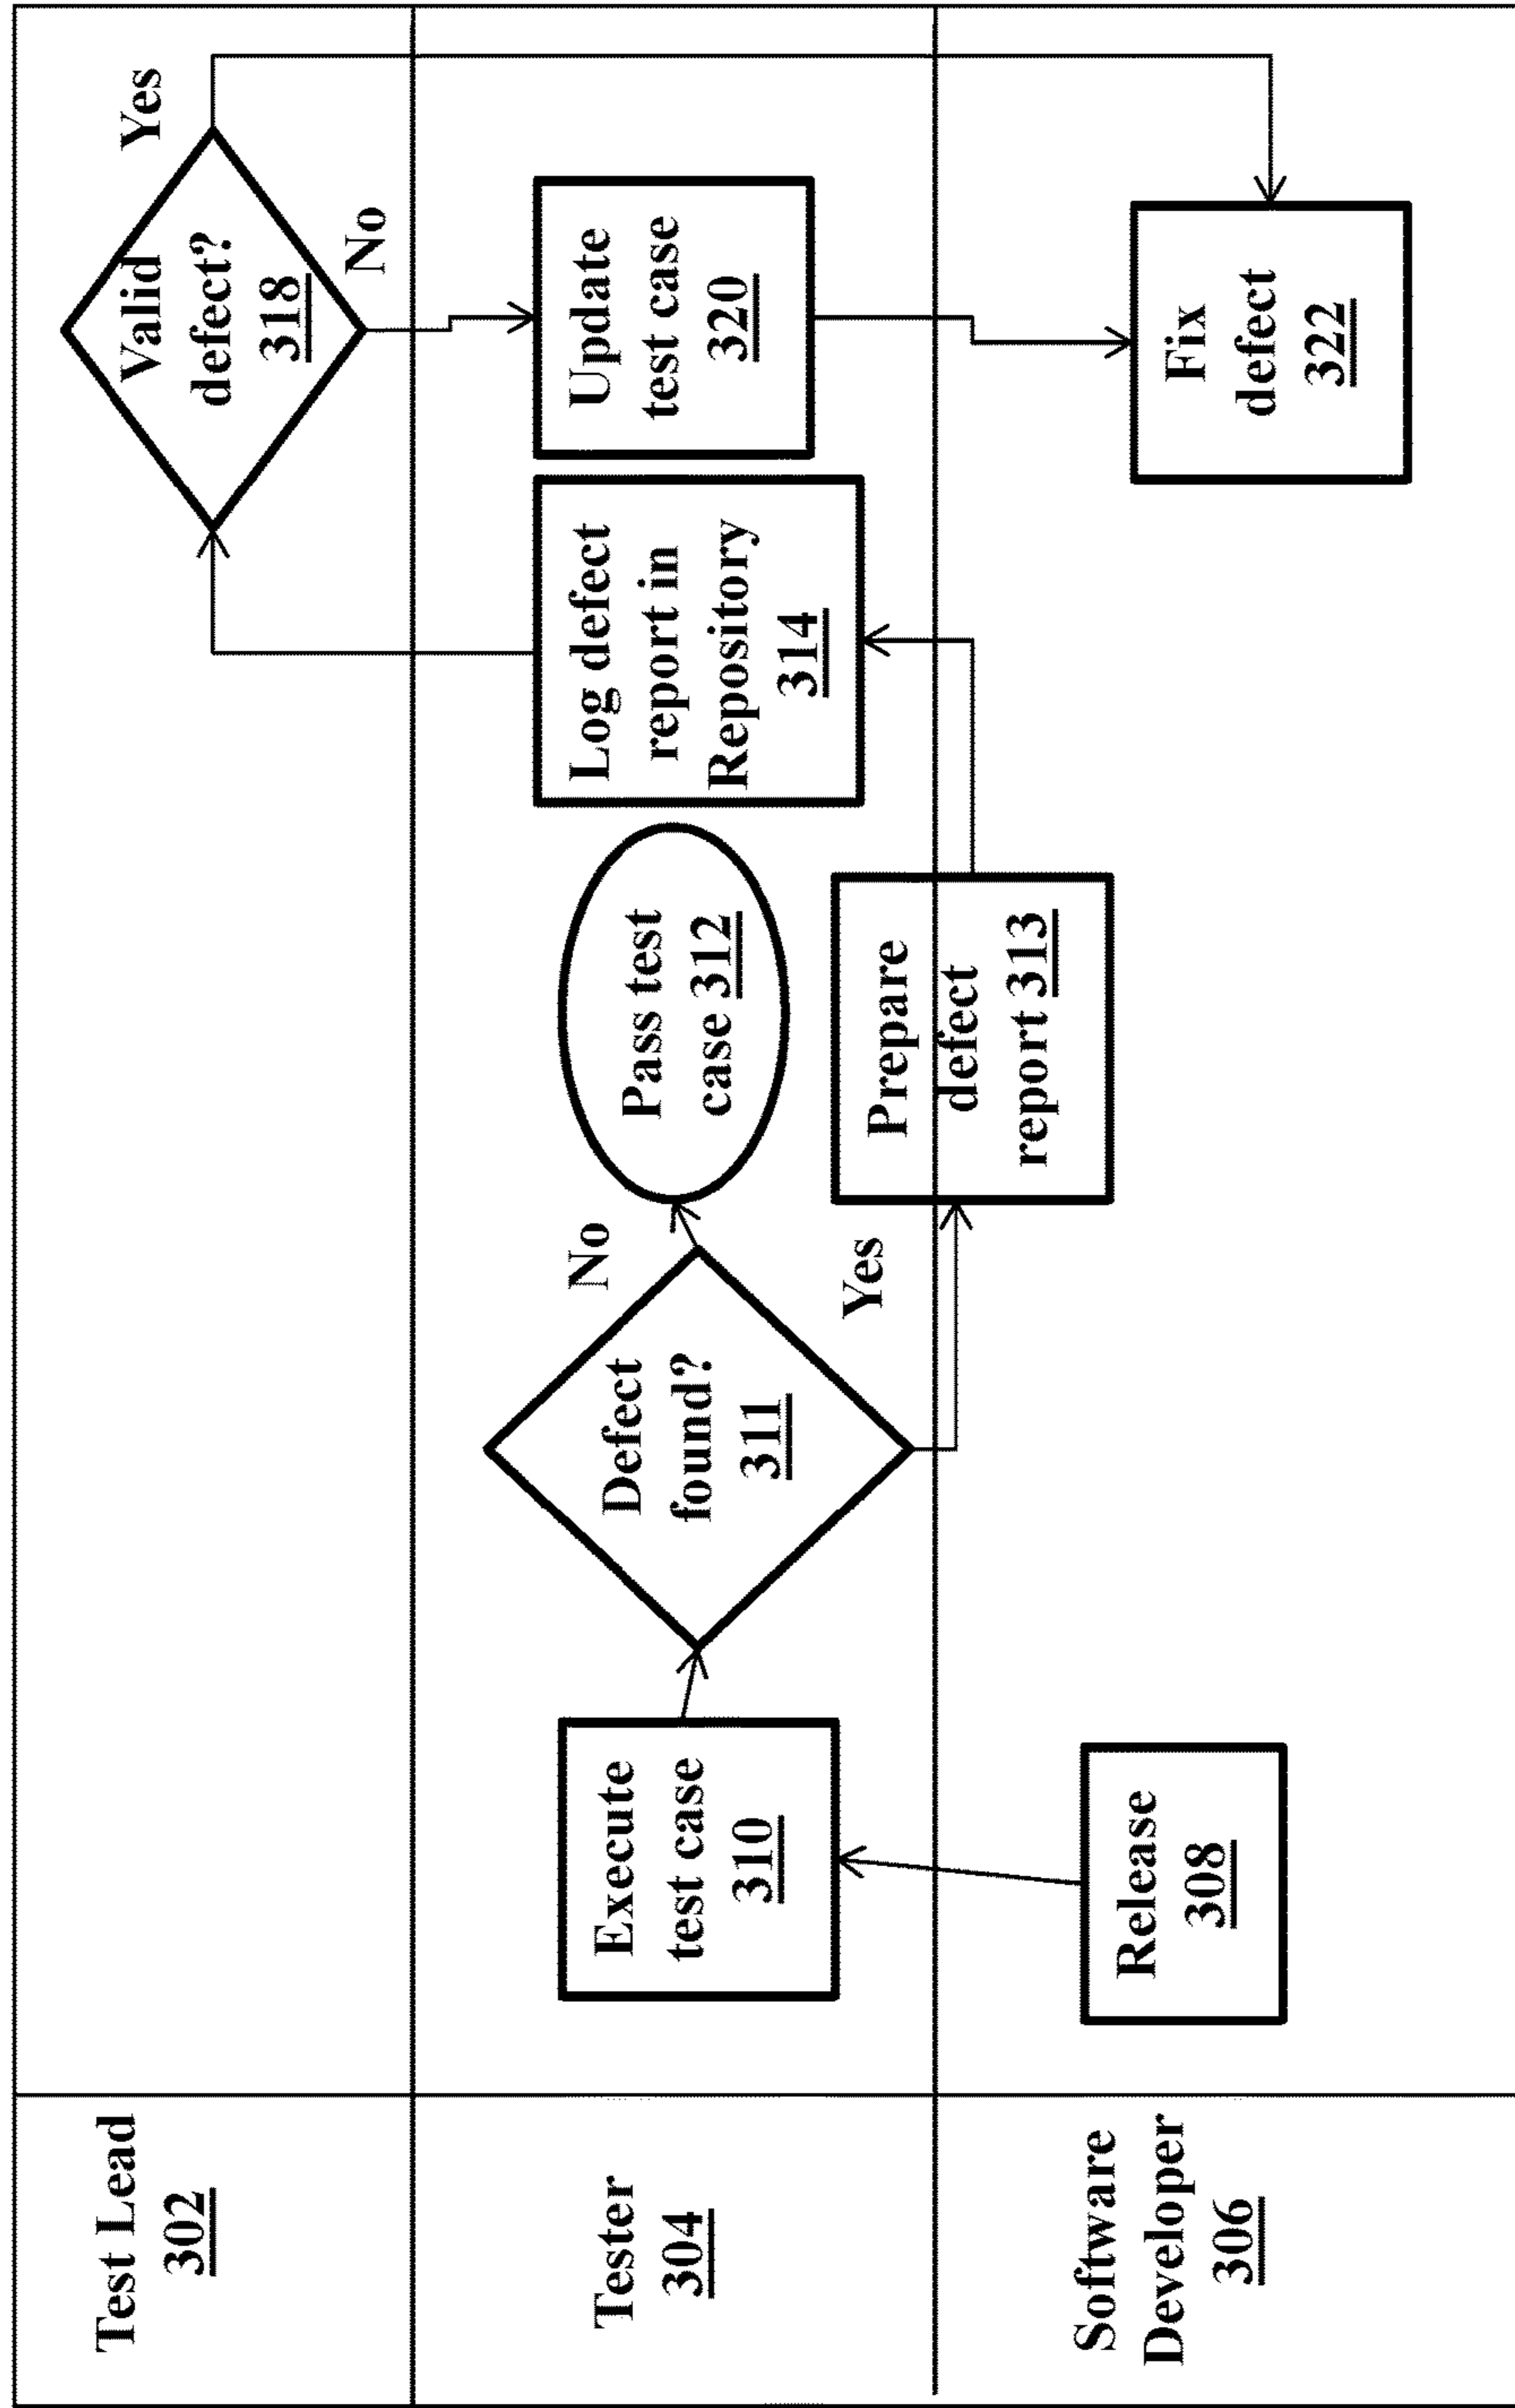 Test Lead
302
Tester
304
Software
Developer
306
Release
308
Execute
test case
310
Defect
found?
311
No
Yes
Pass test
case 312
Prepare
defect
report 313
Log defect
report in
Repository
314
Valid
defect?
318
Yes
No
Update
test case
320
Fix
defect
322